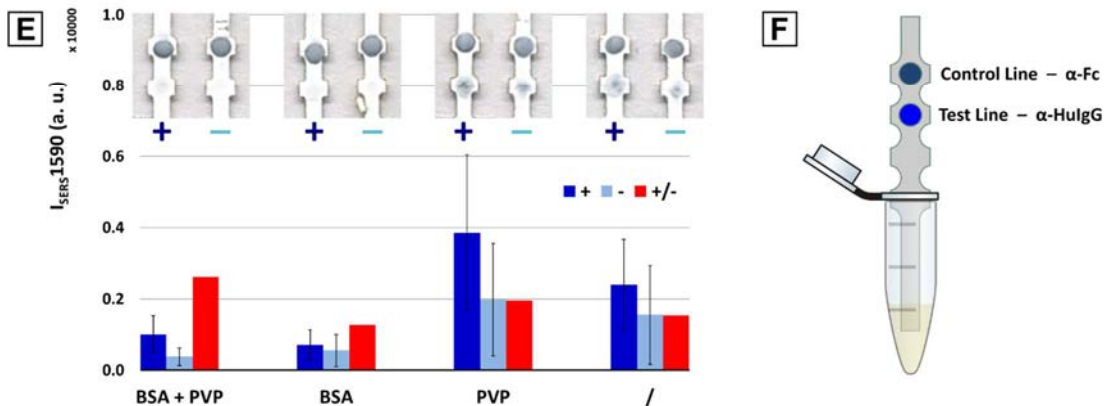 E
I_SERS1590 (a. u.)
x 10000
1.0
0.8
0.6
0.4
0.2
0.0
+ − + − + − + −
+ - +/-
BSA + PVP BSA PVP /
F
Control Line – α-Fc
Test Line – α-HuIgG